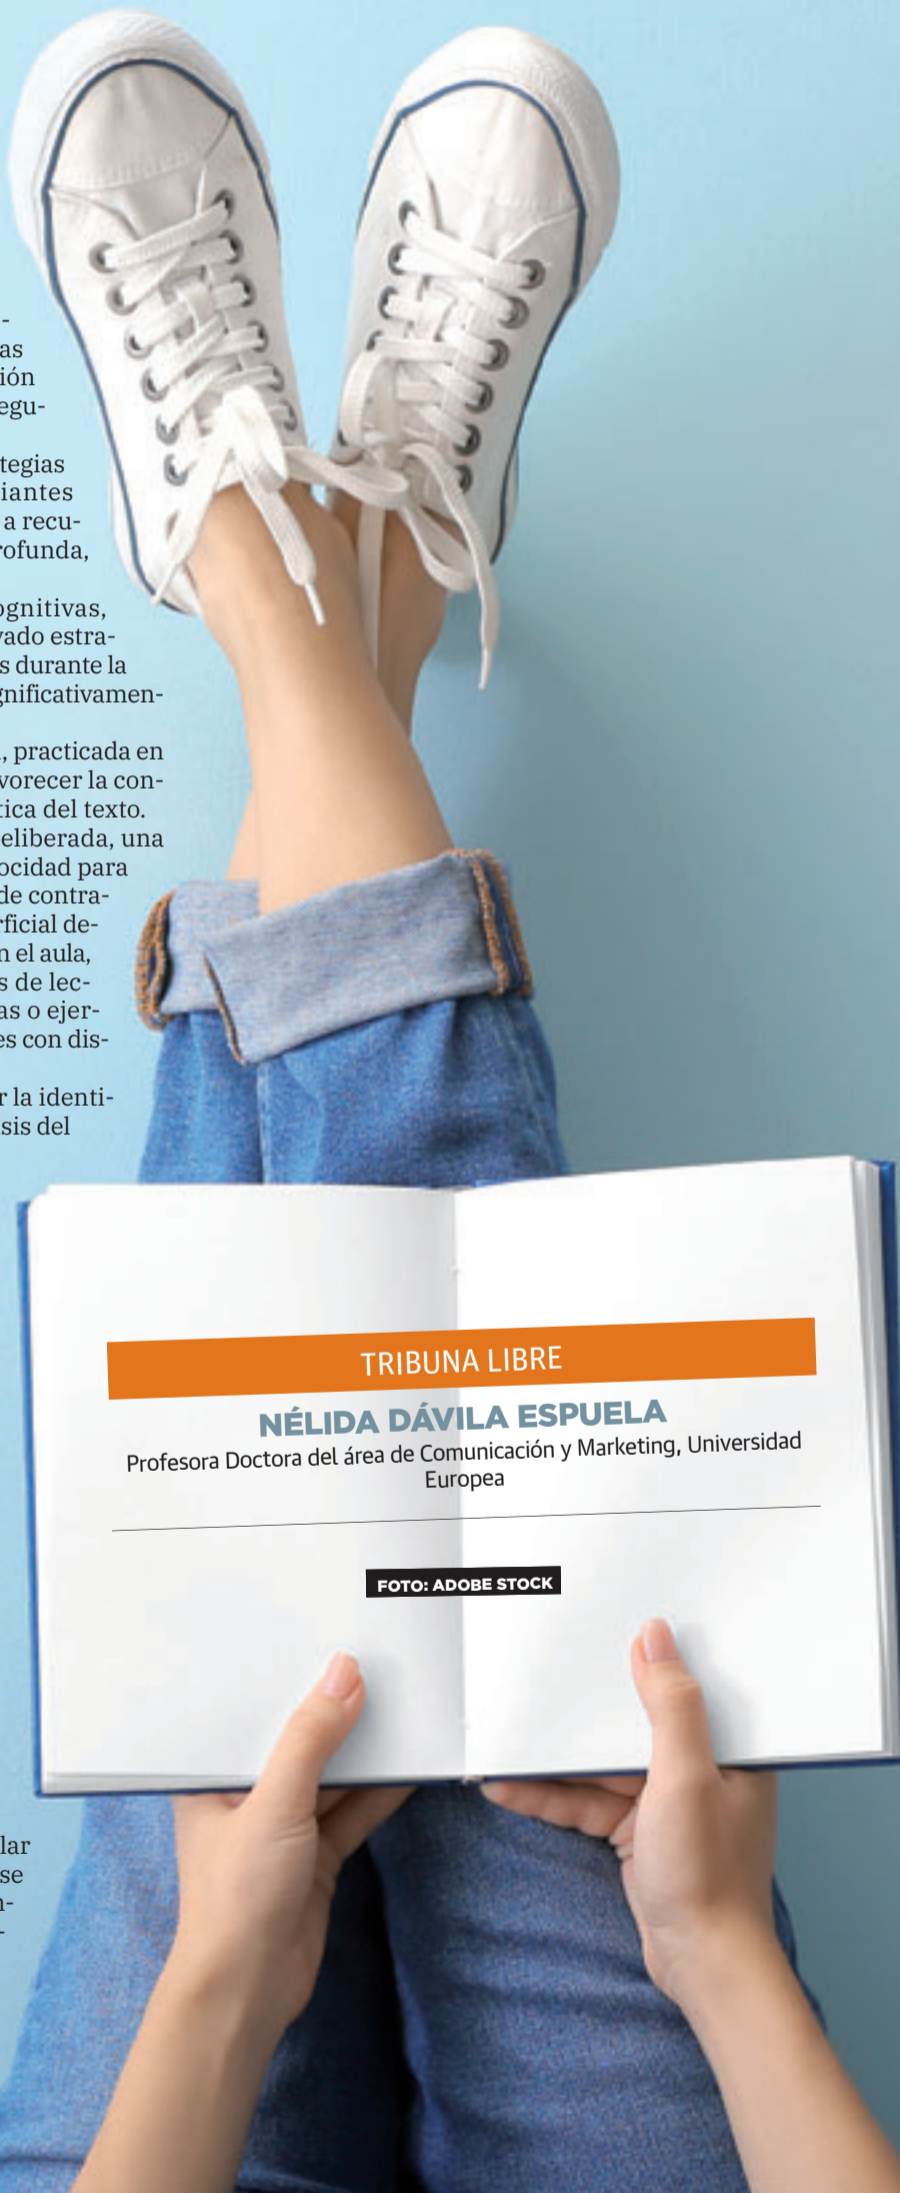 -
as
ión
egu-
tegias
iantes
a recu-
rofunda,
ognitivas,
vado estra-
s durante la
gnificativamen-
, practicada en
vorecer la con-
tica del texto.
eliberada, una
ocidad para
de contra-
rficial de-
n el aula,
s de lec-
as o ejer-
es con dis-
r la identi-
sis del
TRIBUNA LIBRE
NÉLIDA DÁVILA ESPUELA
Profesora Doctora del área de Comunicación y Marketing, Universidad
Europea
FOTO: ADOBE STOCK
lar
se
n-
-